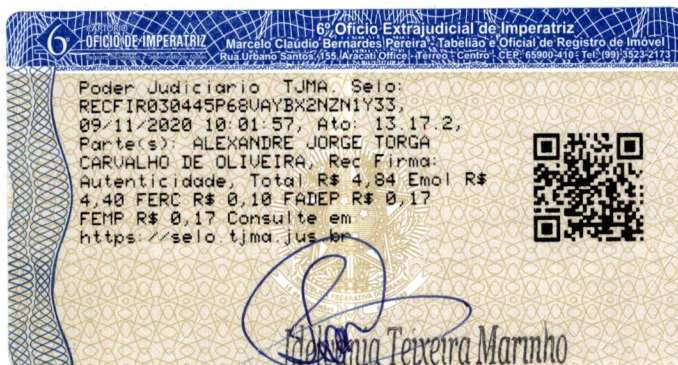 CARTÓRIO
6º OFÍCIO DE IMPERATRIZ
6º Ofício Extrajudicial de Imperatriz
Marcelo Claudio Bernardes Pereira - Tabelião e Oficial de Registro de Imóvel
Rua Urbano Santos, 155, Aracati Office - Térreo - Centro - CEP. 65900-410 - Tel: (99) 3523-2173
Poder Judiciario TJMA. Selo:
RECFIR030445P68VAYBX2NZN1Y33,
09/11/2020 10:01:57, Ato: 13.17.2,
Parte(s): ALEXANDRE JORGE TORGA
CARVALHO DE OLIVEIRA, Rec Firma:
Autenticidade, Total R$ 4,84 Emol R$
4,40 FERC R$ 0,10 FADEP R$ 0,17
FEMP R$ 0,17 Consulte em
https://selo.tjma.jus.br
Teixeira Marinho